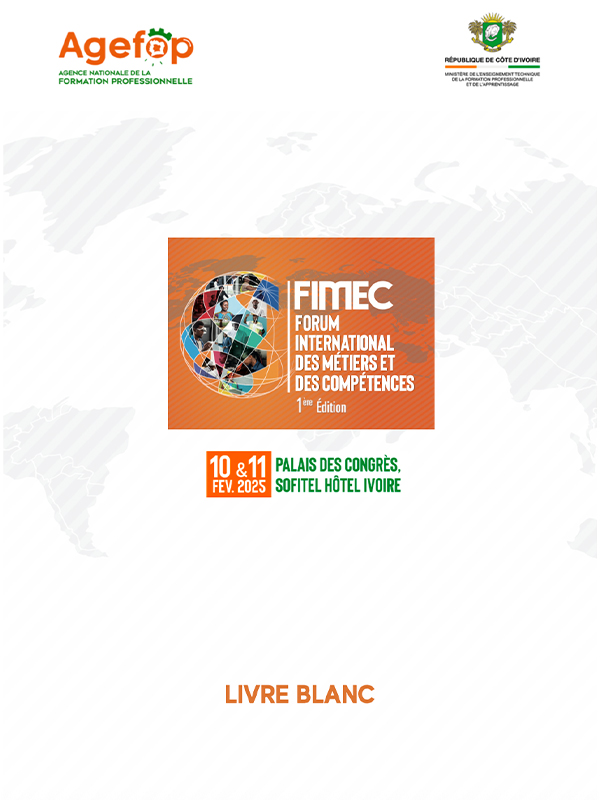 Agefop
AGENCE NATIONALE DE LA
FORMATION PROFESSIONNELLE
RÉPUBLIQUE DE CÔTE D'IVOIRE
MINISTÈRE DE L'ENSEIGNEMENT TECHNIQUE
DE LA FORMATION PROFESSIONNELLE
ET DE L'APPRENTISSAGE
FIMEC
FORUM
INTERNATIONAL
DES MÉTIERS ET
DES COMPÉTENCES
1ère Édition
10 & 11
FEV. 2025
PALAIS DES CONGRÈS,
SOFITEL HÔTEL IVOIRE
LIVRE BLANC